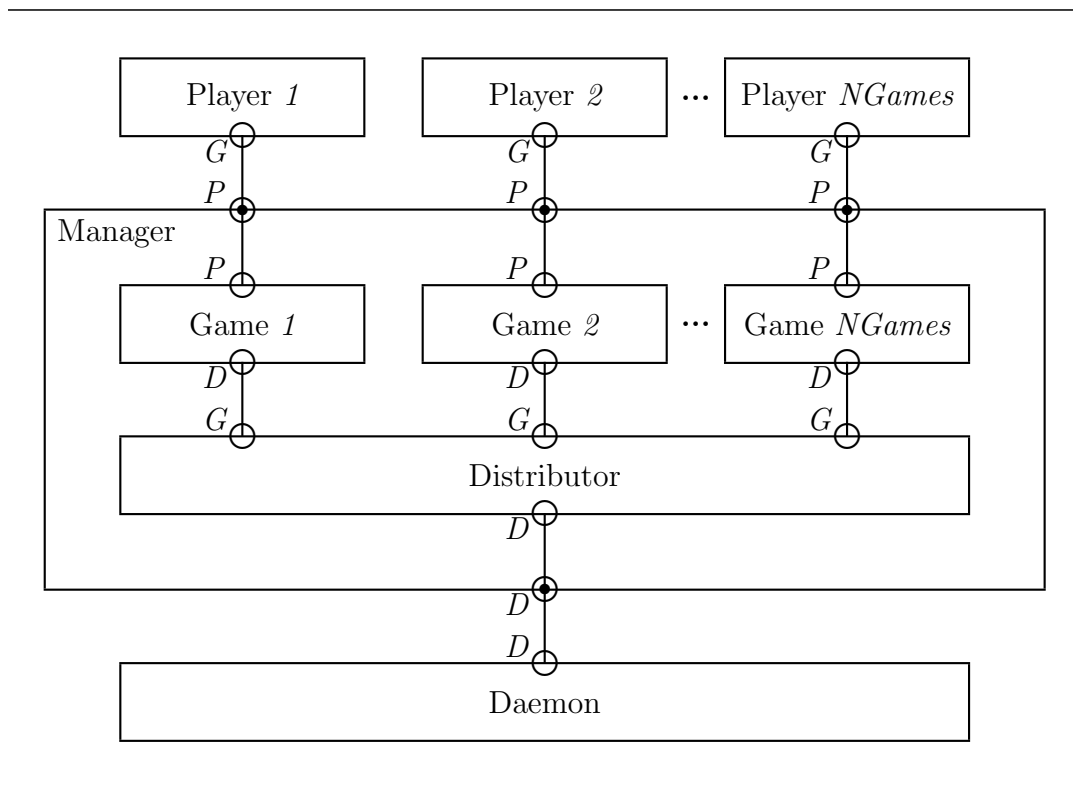 Player 1 Player 2 ... Player NGames
G G G
P P P
Manager
P P P
Game 1 Game 2 ... Game NGames
D D D
G G G
Distributor
D
D
D
Daemon